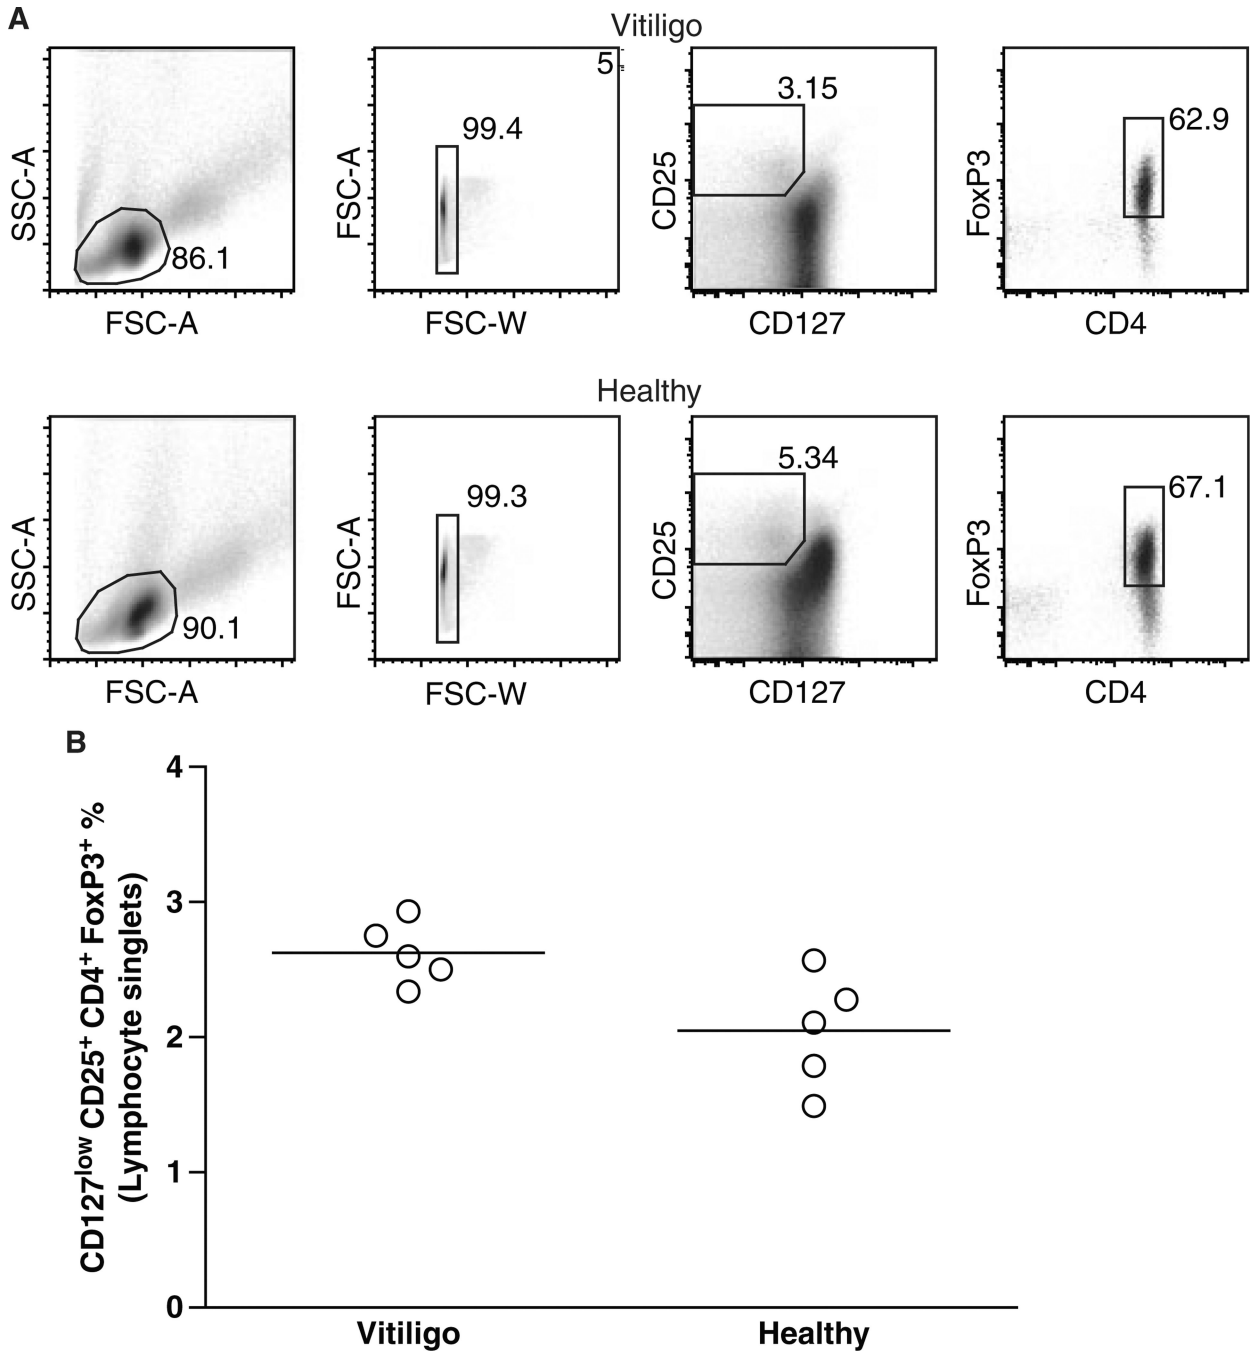 A
Vitiligo
5
SSC-A
86.1
FSC-A
FSC-A
99.4
FSC-W
CD25
3.15
CD127
FoxP3
62.9
CD4
Healthy
SSC-A
90.1
FSC-A
FSC-A
99.3
FSC-W
CD25
5.34
CD127
FoxP3
67.1
CD4
B
CD127low CD25+ CD4+ FoxP3+ %
(Lymphocyte singlets)
4
3
2
1
0
Vitiligo
Healthy